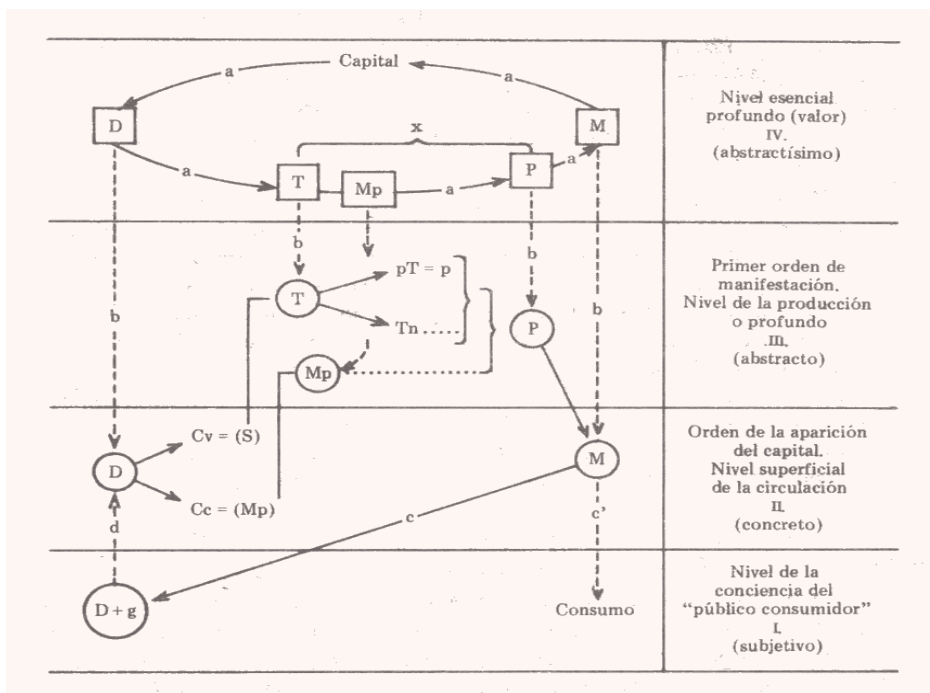 Capital
a
a
D
M
x
a
T
Mp
a
P
a
Nivel esencial
profundo (valor)
IV.
(abstractísimo)
b
b
b
b
T
pT = p
Tn .....
Mp
P
Primer orden de
manifestación.
Nivel de la producción
o profundo
III.
(abstracto)
Cv = (S)
D
Cc = (Mp)
M
d
c
c'
Orden de la aparición
del capital.
Nivel superficial
de la circulación
II.
(concreto)
D + g
Consumo
Nivel de la
conciencia del
“público consumidor”
I.
(subjetivo)